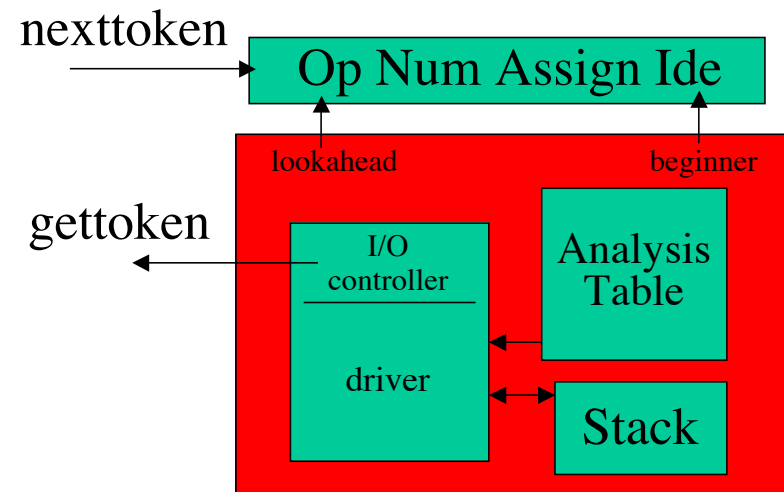 nexttoken
Op Num Assign Ide
lookahead
beginner
gettoken
I/O
controller
driver
Analysis
Table
Stack